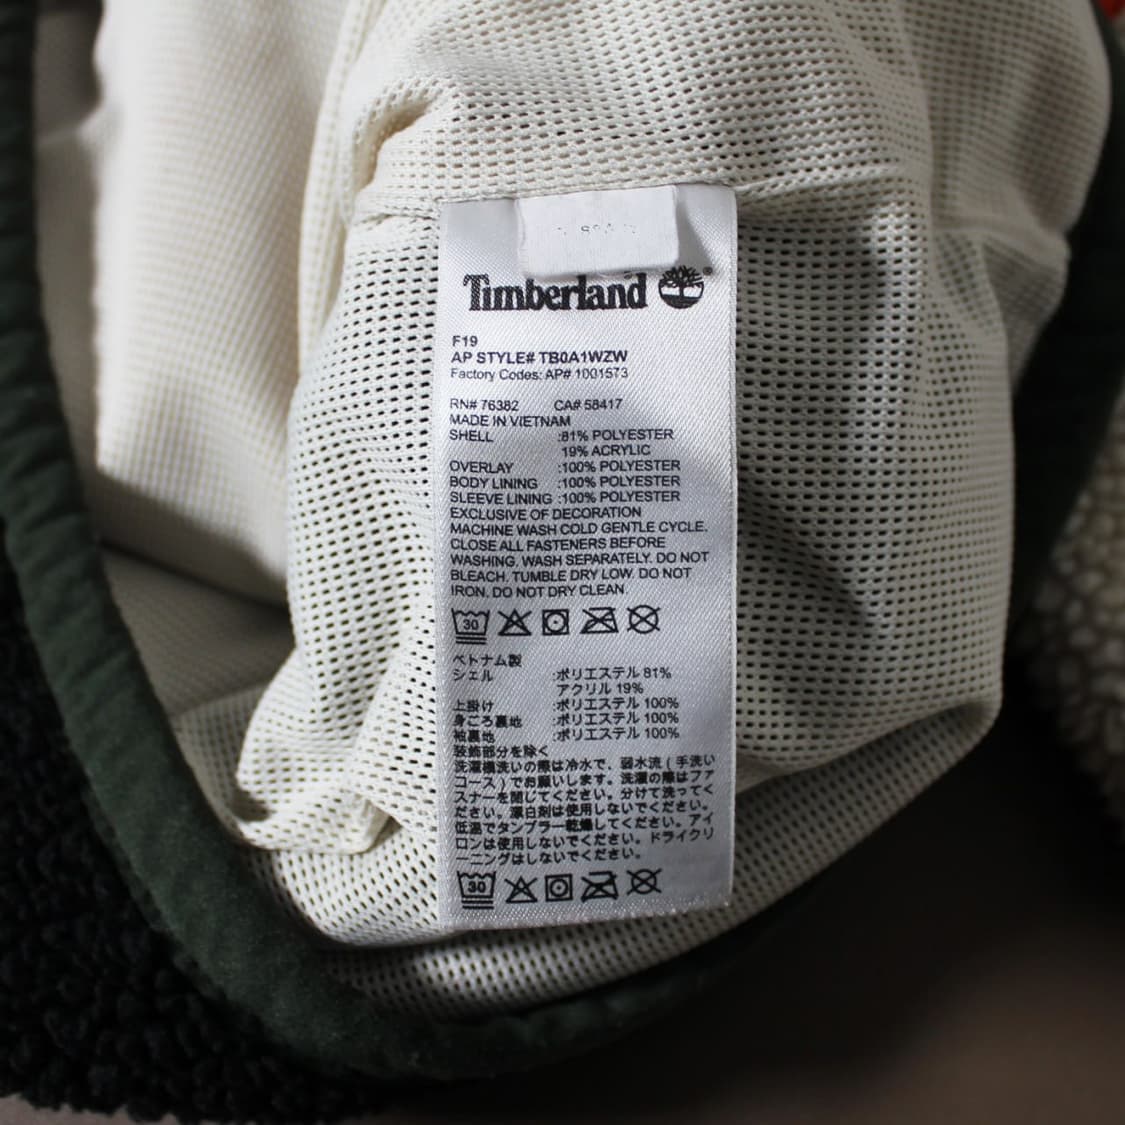 Timberland
F19
AP STYLE# TB0A1WZW
Factory Codes: AP# 1001573
RN# 76382 CA# 58417
MADE IN VIETNAM
SHELL :81% POLYESTER
19% ACRYLIC
OVERLAY :100% POLYESTER
BODY LINING :100% POLYESTER
SLEEVE LINING :100% POLYESTER
EXCLUSIVE OF DECORATION
MACHINE WASH COLD GENTLE CYCLE.
CLOSE ALL FASTENERS BEFORE
WASHING. WASH SEPARATELY. DO NOT
BLEACH. TUMBLE DRY LOW. DO NOT
IRON. DO NOT DRY CLEAN.
30
ベトナム製
シェル :ポリエステル 81%
アクリル 19%
上掛け :ポリエステル 100%
身ごろ裏地 :ポリエステル 100%
袖裏地 :ポリエステル 100%
装飾部分を除く
洗濯機洗いの際は冷水で、弱水流 ( 手洗い
コース ) でお願いします。洗濯の際はファ
スナーを閉じてください。分けて洗ってく
ださい。漂白剤は使用しないでください。
低温でタンブラー乾燥してください。アイ
ロンは使用しないでください。ドライクリ
ーニングはしないでください。
30